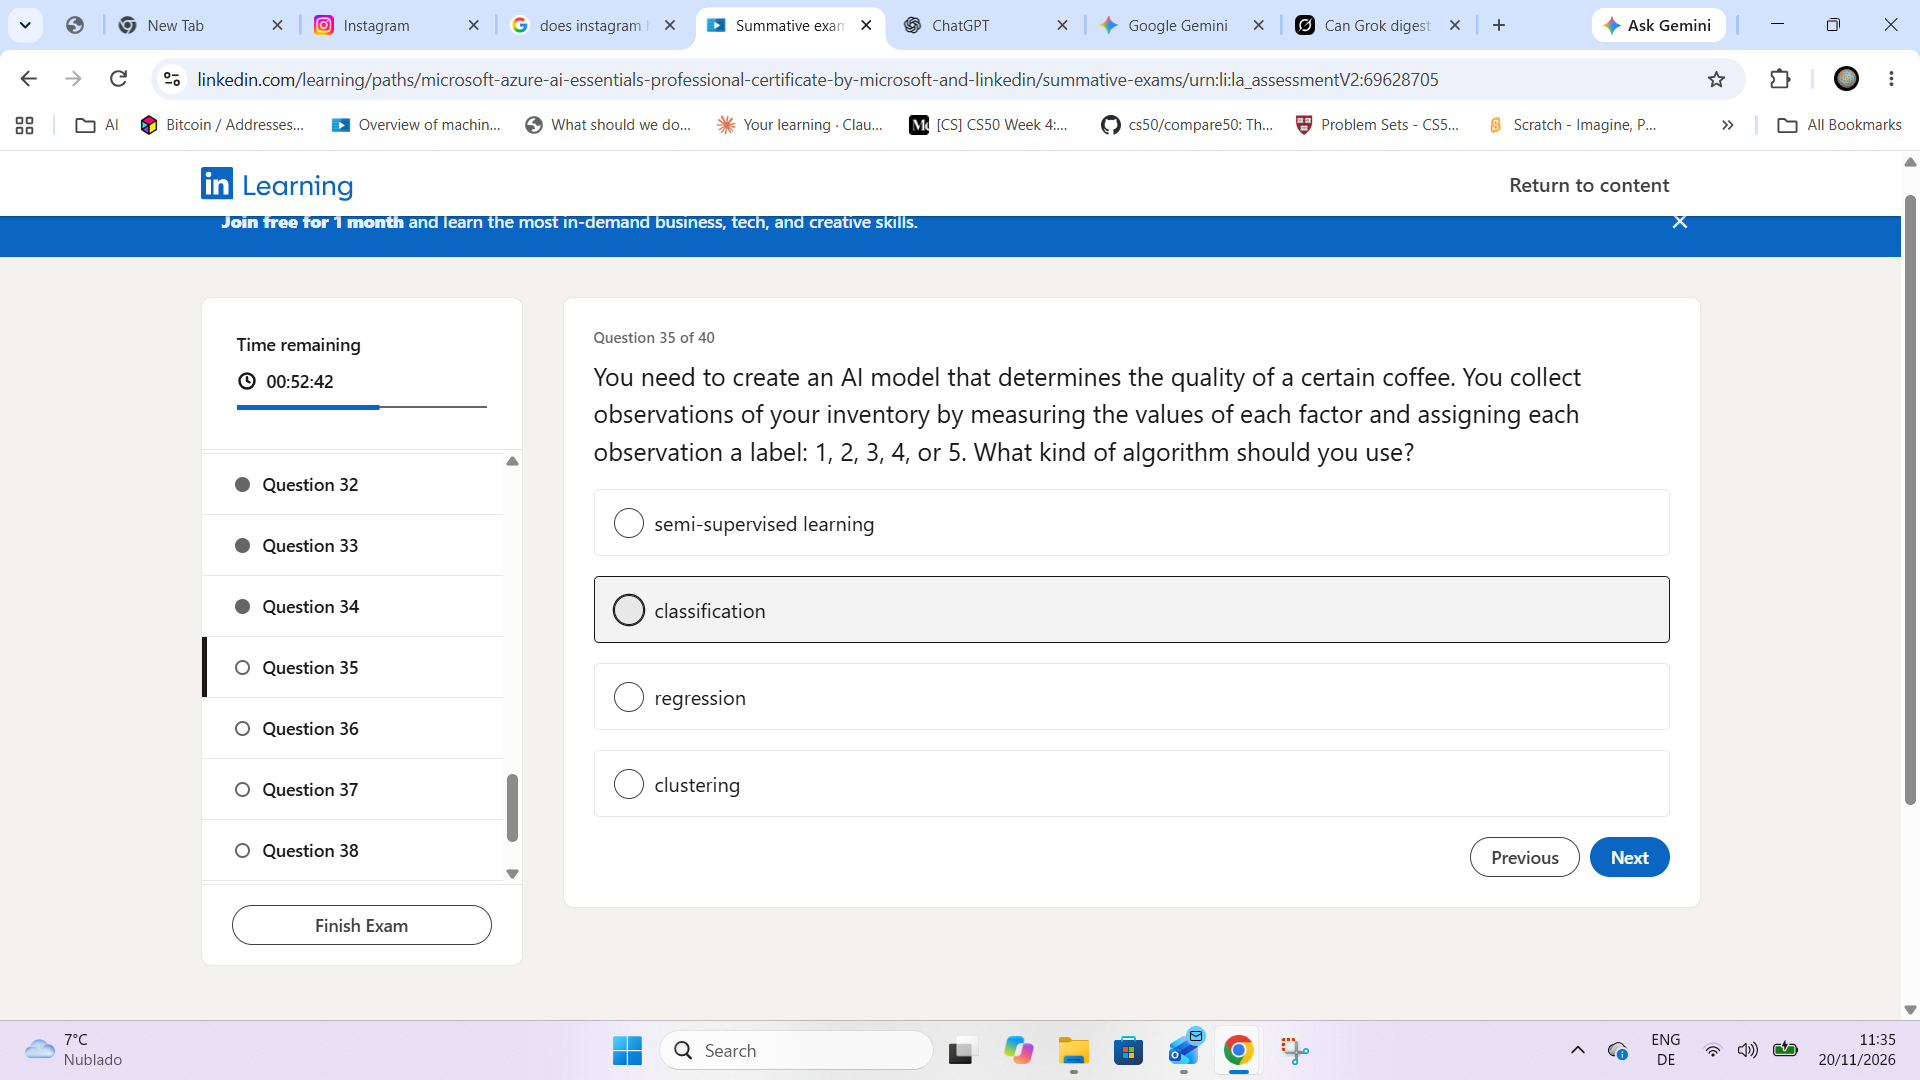 New Tab
Instagram
does instagram
Summative exam
ChatGPT
Google Gemini
Can Grok digest
Ask Gemini
linkedin.com/learning/paths/microsoft-azure-ai-essentials-professional-certificate-by-microsoft-and-linkedin/summative-exams/urn:li:la_assessmentV2:69628705
AI
Bitcoin / Addresses...
Overview of machin...
What should we do...
Your learning · Clau...
[CS] CS50 Week 4:...
cs50/compare50: Th...
Problem Sets - CS5...
Scratch - Imagine, P...
All Bookmarks
in Learning
Return to content
Join free for 1 month and learn the most in-demand business, tech, and creative skills.
Time remaining
00:52:42
Question 32
Question 33
Question 34
Question 35
Question 36
Question 37
Question 38
Finish Exam
Question 35 of 40
You need to create an AI model that determines the quality of a certain coffee. You collect
observations of your inventory by measuring the values of each factor and assigning each
observation a label: 1, 2, 3, 4, or 5. What kind of algorithm should you use?
semi-supervised learning
classification
regression
clustering
Previous
Next
7°C
Nublado
Search
ENG
DE
11:35
20/11/2026